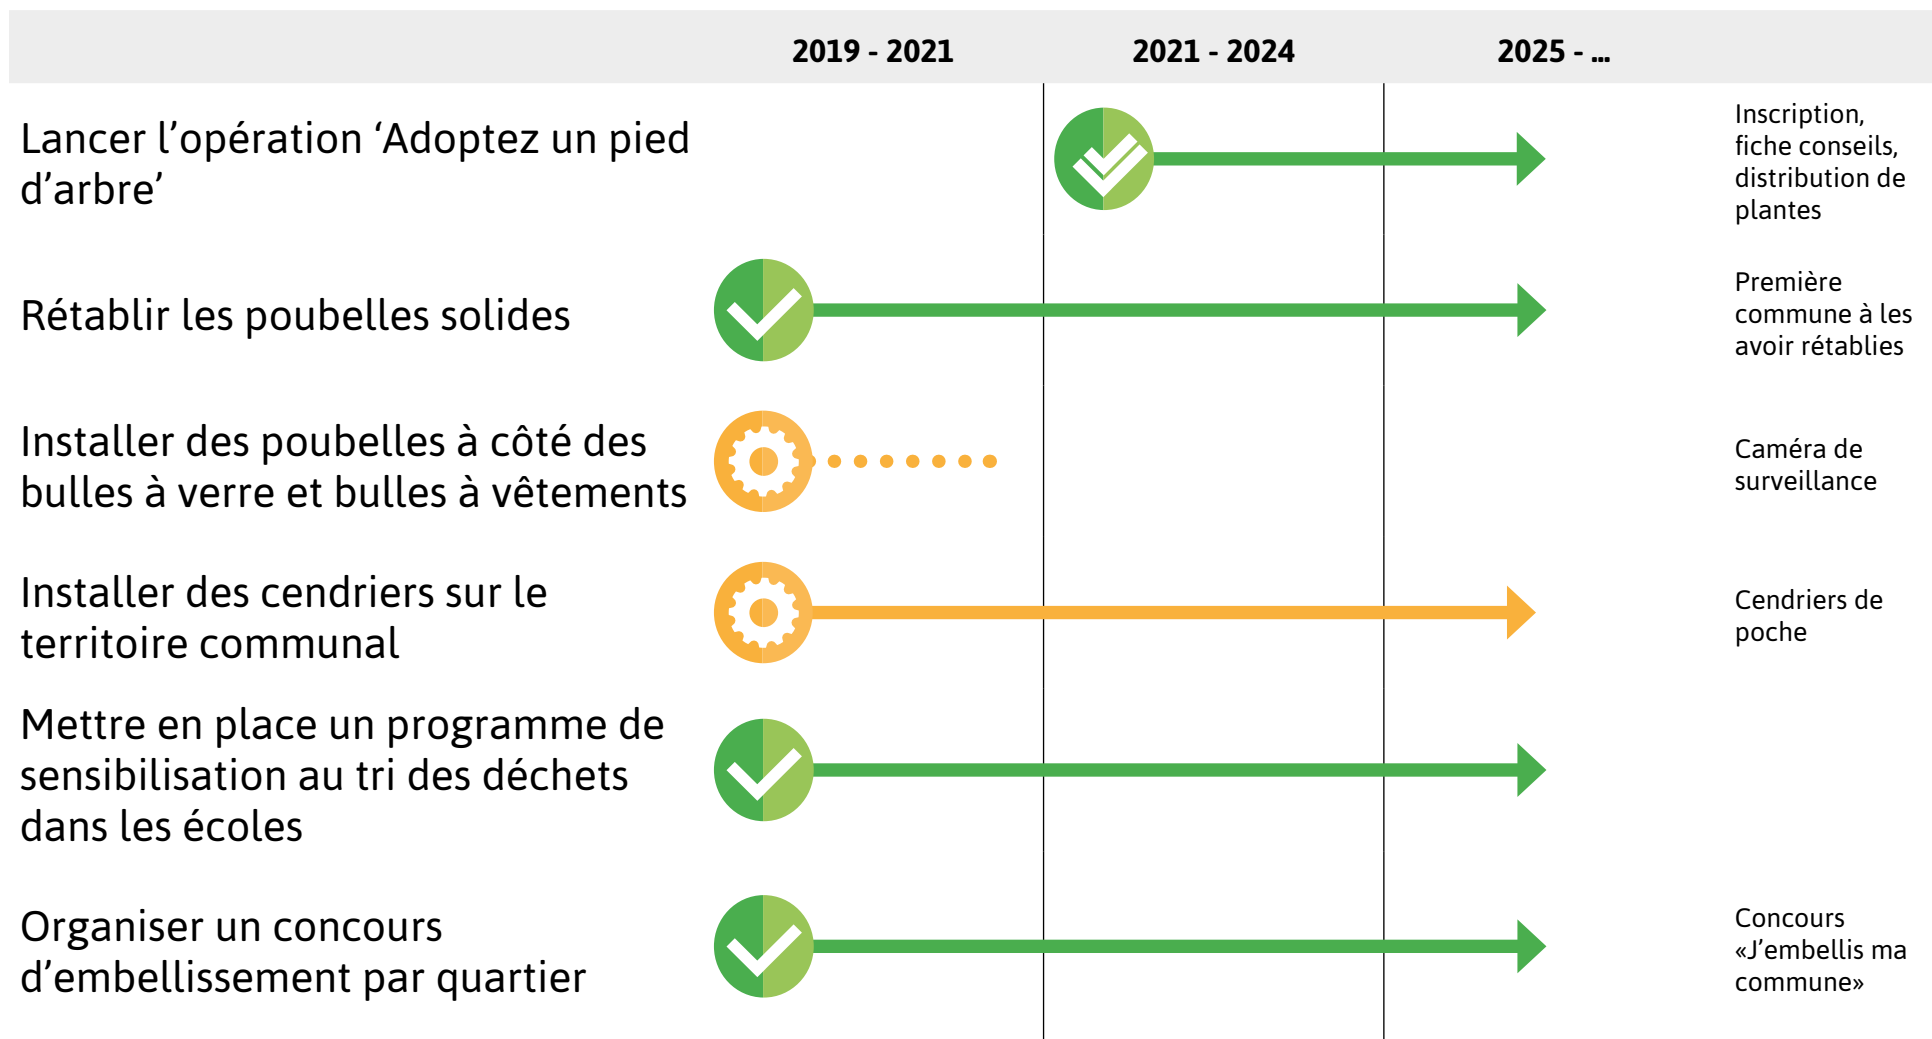 2019 - 2021
2021 - 2024
2025 - ...
Lancer l’opération ‘Adoptez un pied
d’arbre’
Inscription,
fiche conseils,
distribution de
plantes
Rétablir les poubelles solides
Première
commune à les
avoir rétablies
Installer des poubelles à côté des
bulles à verre et bulles à vêtements
Caméra de
surveillance
Installer des cendriers sur le
territoire communal
Cendriers de
poche
Mettre en place un programme de
sensibilisation au tri des déchets
dans les écoles
Organiser un concours
d’embellissement par quartier
Concours
«J’embellis ma
commune»